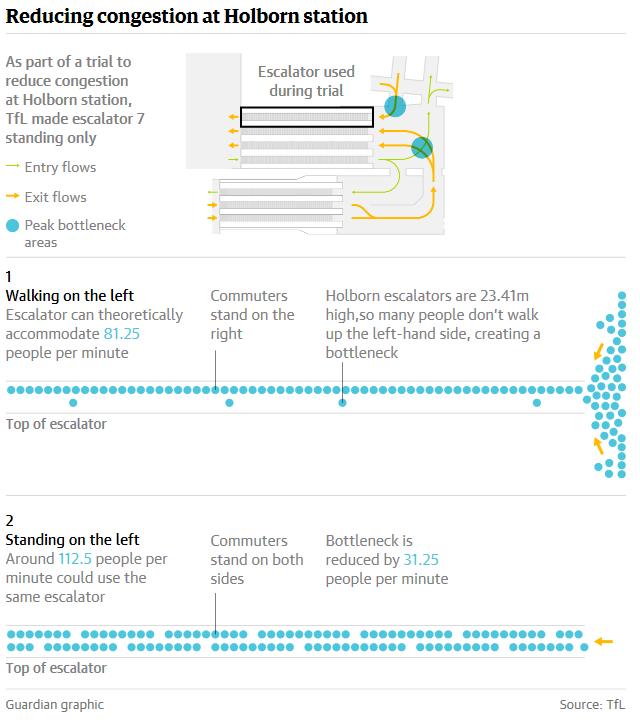 Reducing congestion at Holborn station
As part of a trial to
reduce congestion
at Holborn station,
TfL made escalator 7
standing only
Entry flows
Exit flows
Peak bottleneck
areas
Escalator used
during trial
1
Walking on the left
Escalator can theoretically
accommodate 81.25
people per minute
Commuters
stand on the
right
Holborn escalators are 23.41m
high,so many people don't walk
up the left-hand side, creating a
bottleneck
Top of escalator
2
Standing on the left
Around 112.5 people per
minute could use the
same escalator
Commuters
stand on both
sides
Bottleneck is
reduced by 31.25
people per minute
Top of escalator
Guardian graphic
Source: TfL